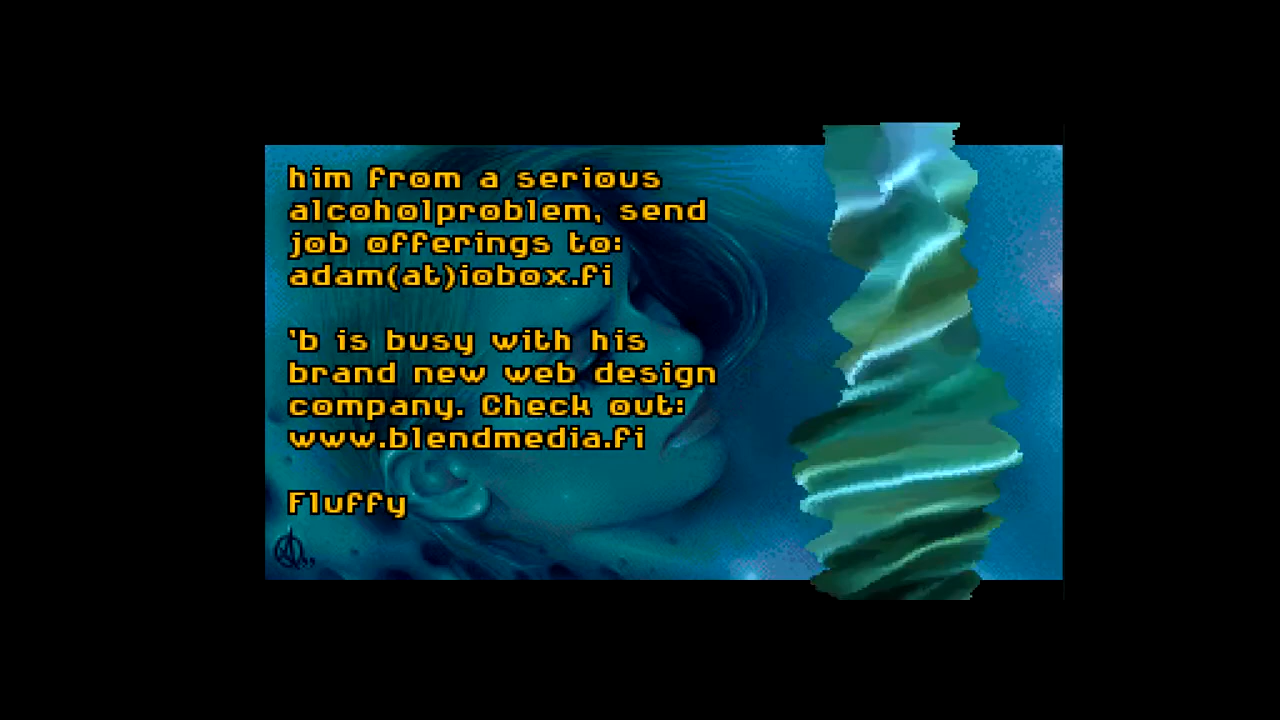 him from a serious
alcoholproblem, send
job offerings to:
adam(at)iobox.fi
'b is busy with his
brand new web design
company. Check out:
www.blendmedia.fi
Fluffy